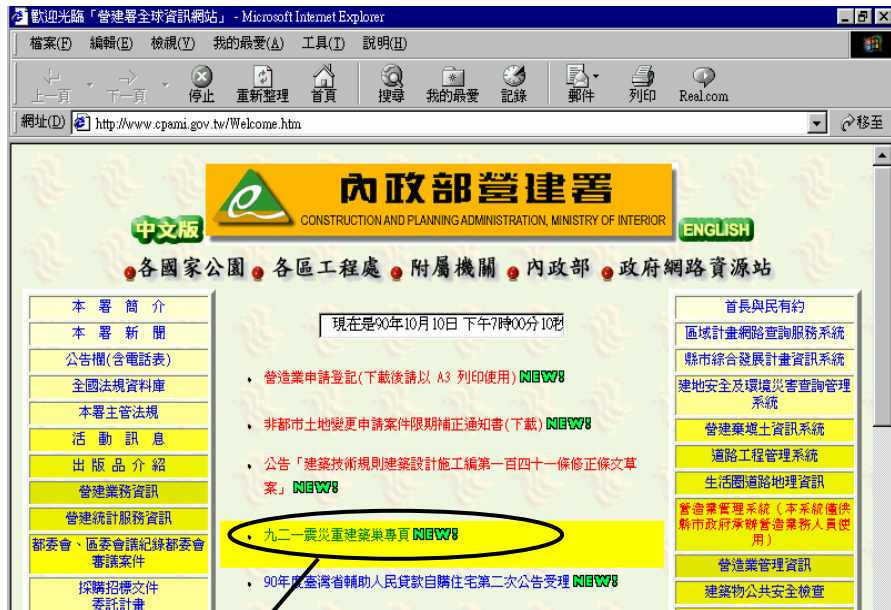 歡迎光臨「營建署全球資訊網站」 - Microsoft Internet Explorer
檔案(F) 編輯(E) 檢視(V) 我的最愛(A) 工具(T) 說明(H)
上一頁 下一頁 停止 重新整理 首頁 搜尋 我的最愛 記錄 郵件 列印 Real.com
網址(D) http://www.cpami.gov.tw/Welcome.htm 移至
內政部營建署
CONSTRUCTION AND PLANNING ADMINISTRATION, MINISTRY OF INTERIOR
中文版 ENGLISH
各國家公園 各區工程處 附屬機關 內政部 政府網路資源站
本署簡介
本署新聞
公告欄(含電話表)
全國法規資料庫
本署主管法規
活動訊息
出版品介紹
營建業務資訊
營建統計服務資訊
都委會、區委會議紀錄都委會
審議案件
採購招標文件
委託計畫
現在是90年10月10日 下午7時00分10秒
營造業申請登記(下載後請以 A3 列印使用) NEW!
非都市土地變更申請案件限期補正通知書(下載) NEW!
公告「建築技術規則建築設計施工編第一百四十一條修正條文草
案」 NEW!
九二一震災重建築巢專頁 NEW!
90年度臺灣省輔助人民貸款自購住宅第二次公告受理 NEW!
首長與民有約
區域計畫網路查詢服務系統
縣市綜合發展計畫資訊系統
建地安全及環境災害查詢管理
系統
營建棄填土資訊系統
道路工程管理系統
生活圈道路地理資訊
營造業管理系統（本系統僅供
縣市政府承辦營造業務人員使
用）
營造業管理資訊
建築物公共安全檢查